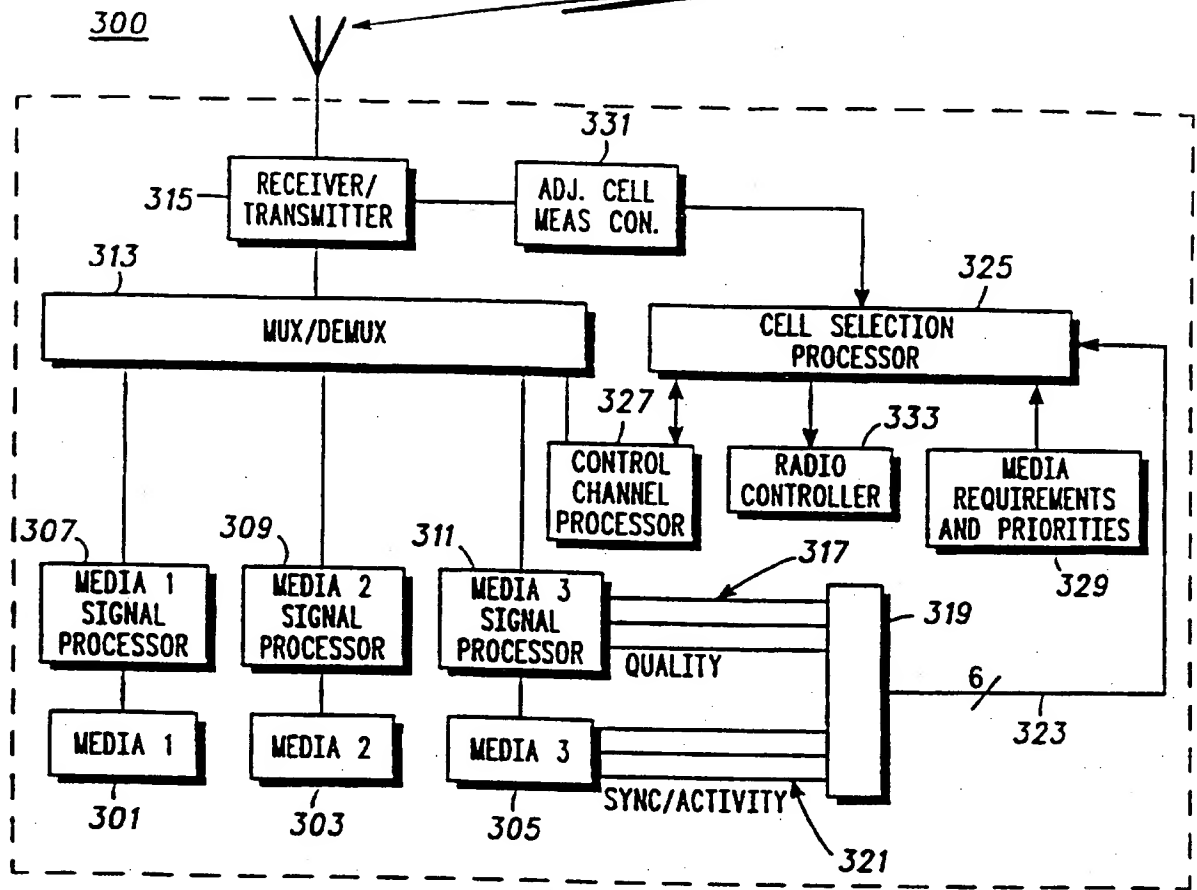 300
331
315
RECEIVER/
TRANSMITTER
ADJ. CELL
MEAS CON.
313
325
MUX/DEMUX
CELL SELECTION
PROCESSOR
327
333
CONTROL
CHANNEL
PROCESSOR
RADIO
CONTROLLER
MEDIA
REQUIREMENTS
AND PRIORITIES
329
307
309
311
317
319
MEDIA 1
SIGNAL
PROCESSOR
MEDIA 2
SIGNAL
PROCESSOR
MEDIA 3
SIGNAL
PROCESSOR
QUALITY
6
323
MEDIA 1
MEDIA 2
MEDIA 3
SYNC/ACTIVITY
301
303
305
321